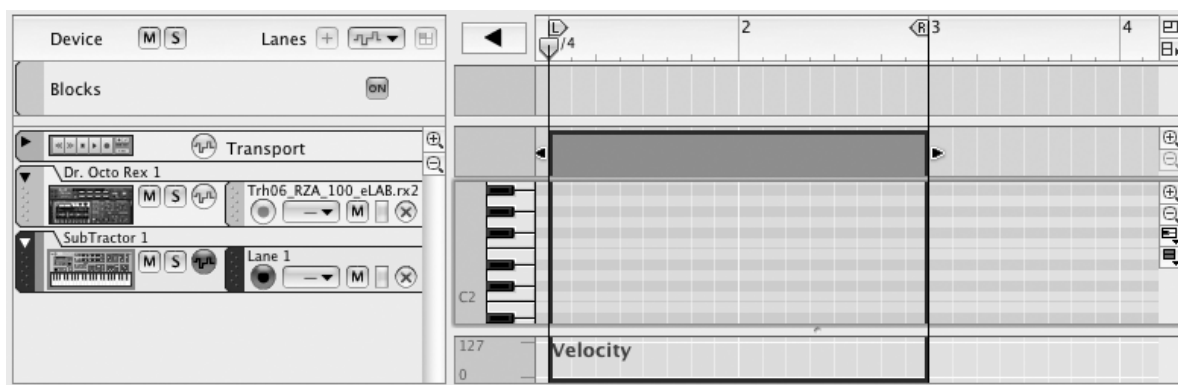 Device M S Lanes
L /4 2 R 3 4
Blocks ON
Transport
Dr. Octo Rex 1
M S Trh06_RZA_100_eLAB.rx2
M
SubTractor 1
M S Lane 1
M
C2
127 Velocity
0